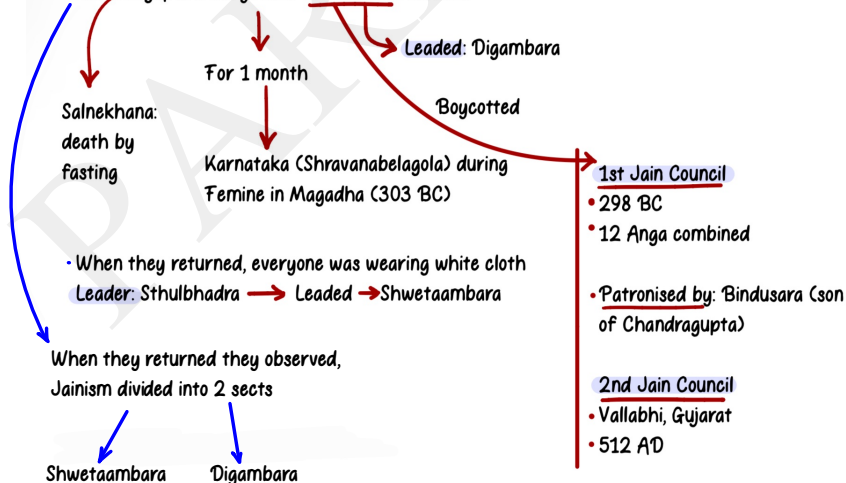 Leaded: Digambara
For 1 month
Boycotted
Salnekhana:
death by
fasting
Karnataka (Shravanabelagola) during
Femine in Magadha (303 BC)
1st Jain Council
• 298 BC
• 12 Anga combined
• Patronised by: Bindusara (son
of Chandragupta)
2nd Jain Council
• Vallabhi, Gujarat
• 512 AD
• When they returned, everyone was wearing white cloth
Leader: Sthulbhadra → Leaded → Shwetaambara
When they returned they observed,
Jainism divided into 2 sects
Shwetaambara Digambara